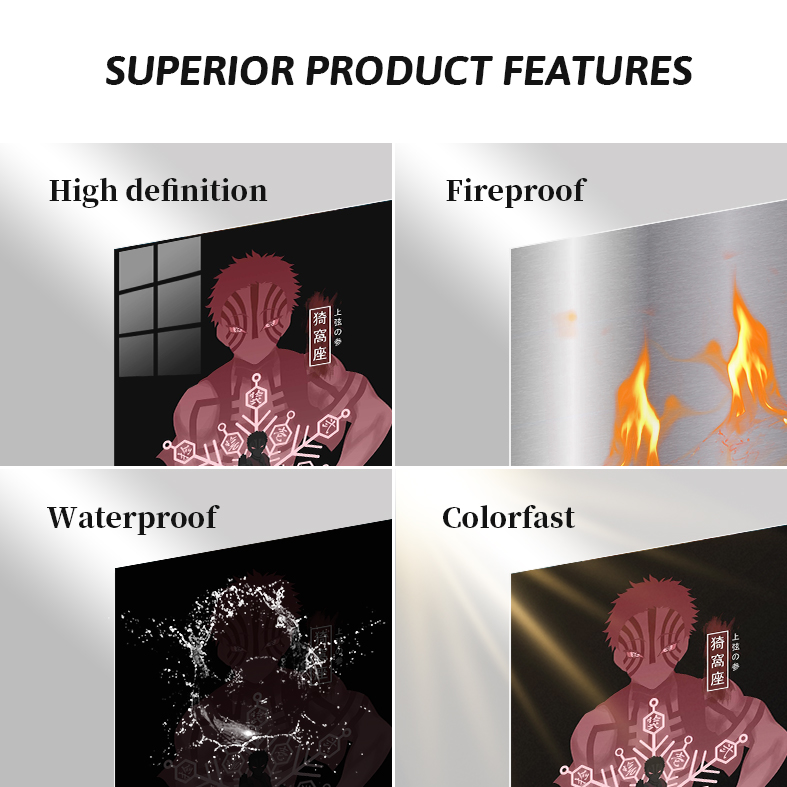 SUPERIOR PRODUCT FEATURES
High definition
Fireproof
上弦の参
猗窩座
Waterproof
Colorfast
上弦の参
猗窩座